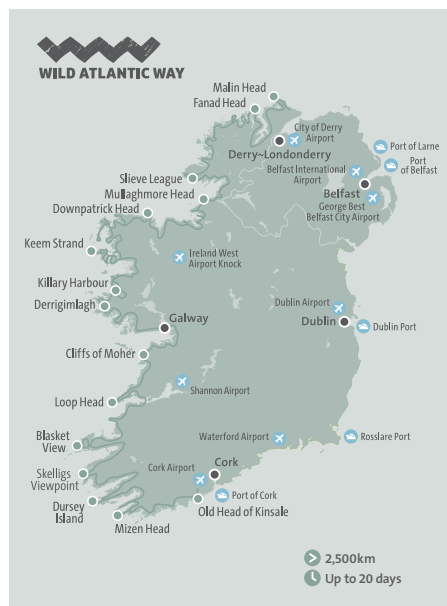 WILD ATLANTIC WAY
Malin Head
Fanad Head
City of Derry
Airport
Derry~Londonderry
Port of Larne
Belfast International
Airport
Port
of Belfast
Belfast
George Best
Belfast City Airport
Slieve League
Mullaghmore Head
Downpatrick Head
Keem Strand
Ireland West
Airport Knock
Killary Harbour
Derrigimlagh
Galway
Dublin Airport
Dublin
Dublin Port
Cliffs of Moher
Shannon Airport
Loop Head
Blasket
View
Waterford Airport
Rosslare Port
Skelligs
Viewpoint
Cork Airport
Cork
Port of Cork
Old Head of Kinsale
Dursey
Island
Mizen Head
2,500km
Up to 20 days